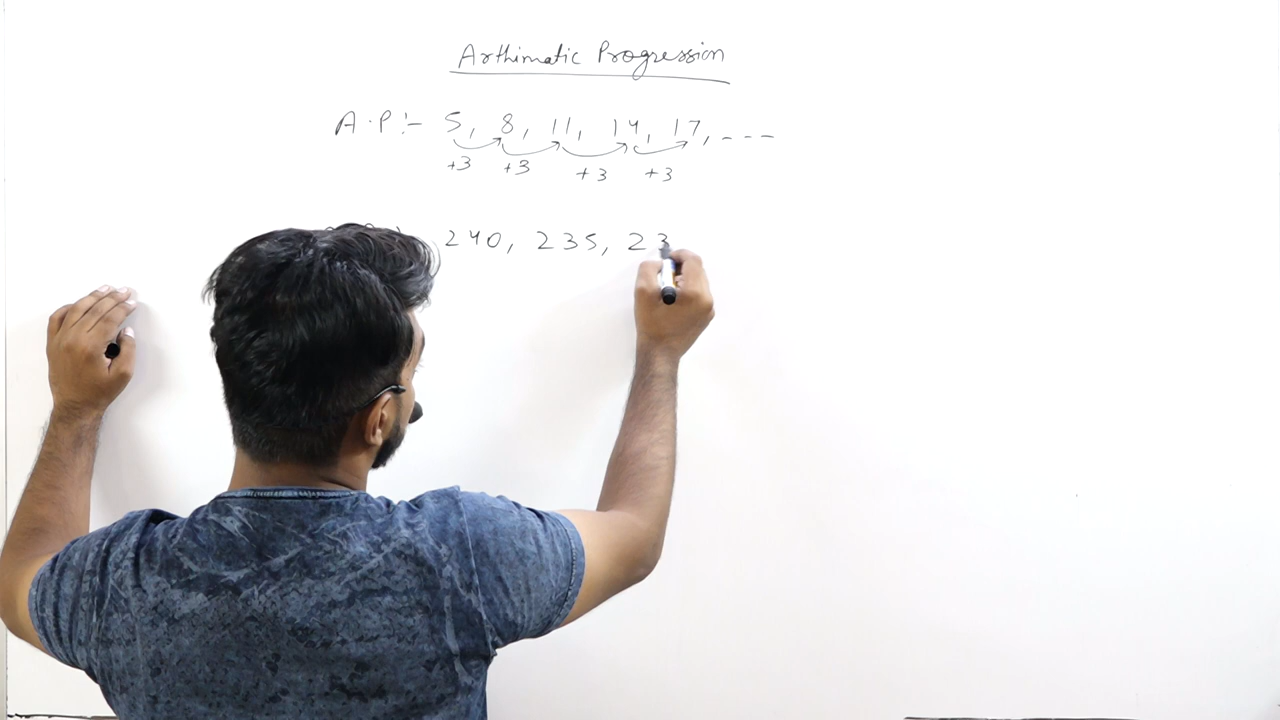 Arthimatic Progression
A.P:- 5, 8, 11, 14, 17, ---
+3 +3 +3 +3
240, 235, 23